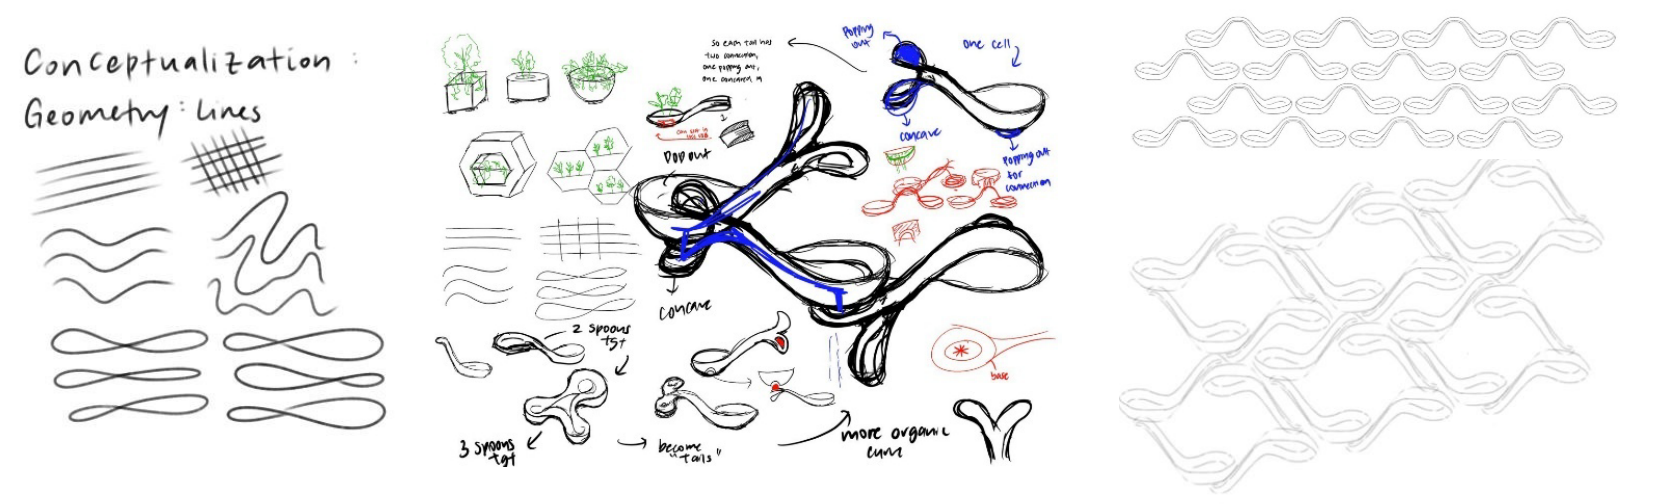 Conceptualization :
Geometry : Lines
So each tail has
two connection,
one popping out,
one concaved in
popping
out
one cell
concave
popping out
for
connection
pop out
concave
2 spoons
tgt
3 spoons
tgt
become
"tails"
more organic
curve
base